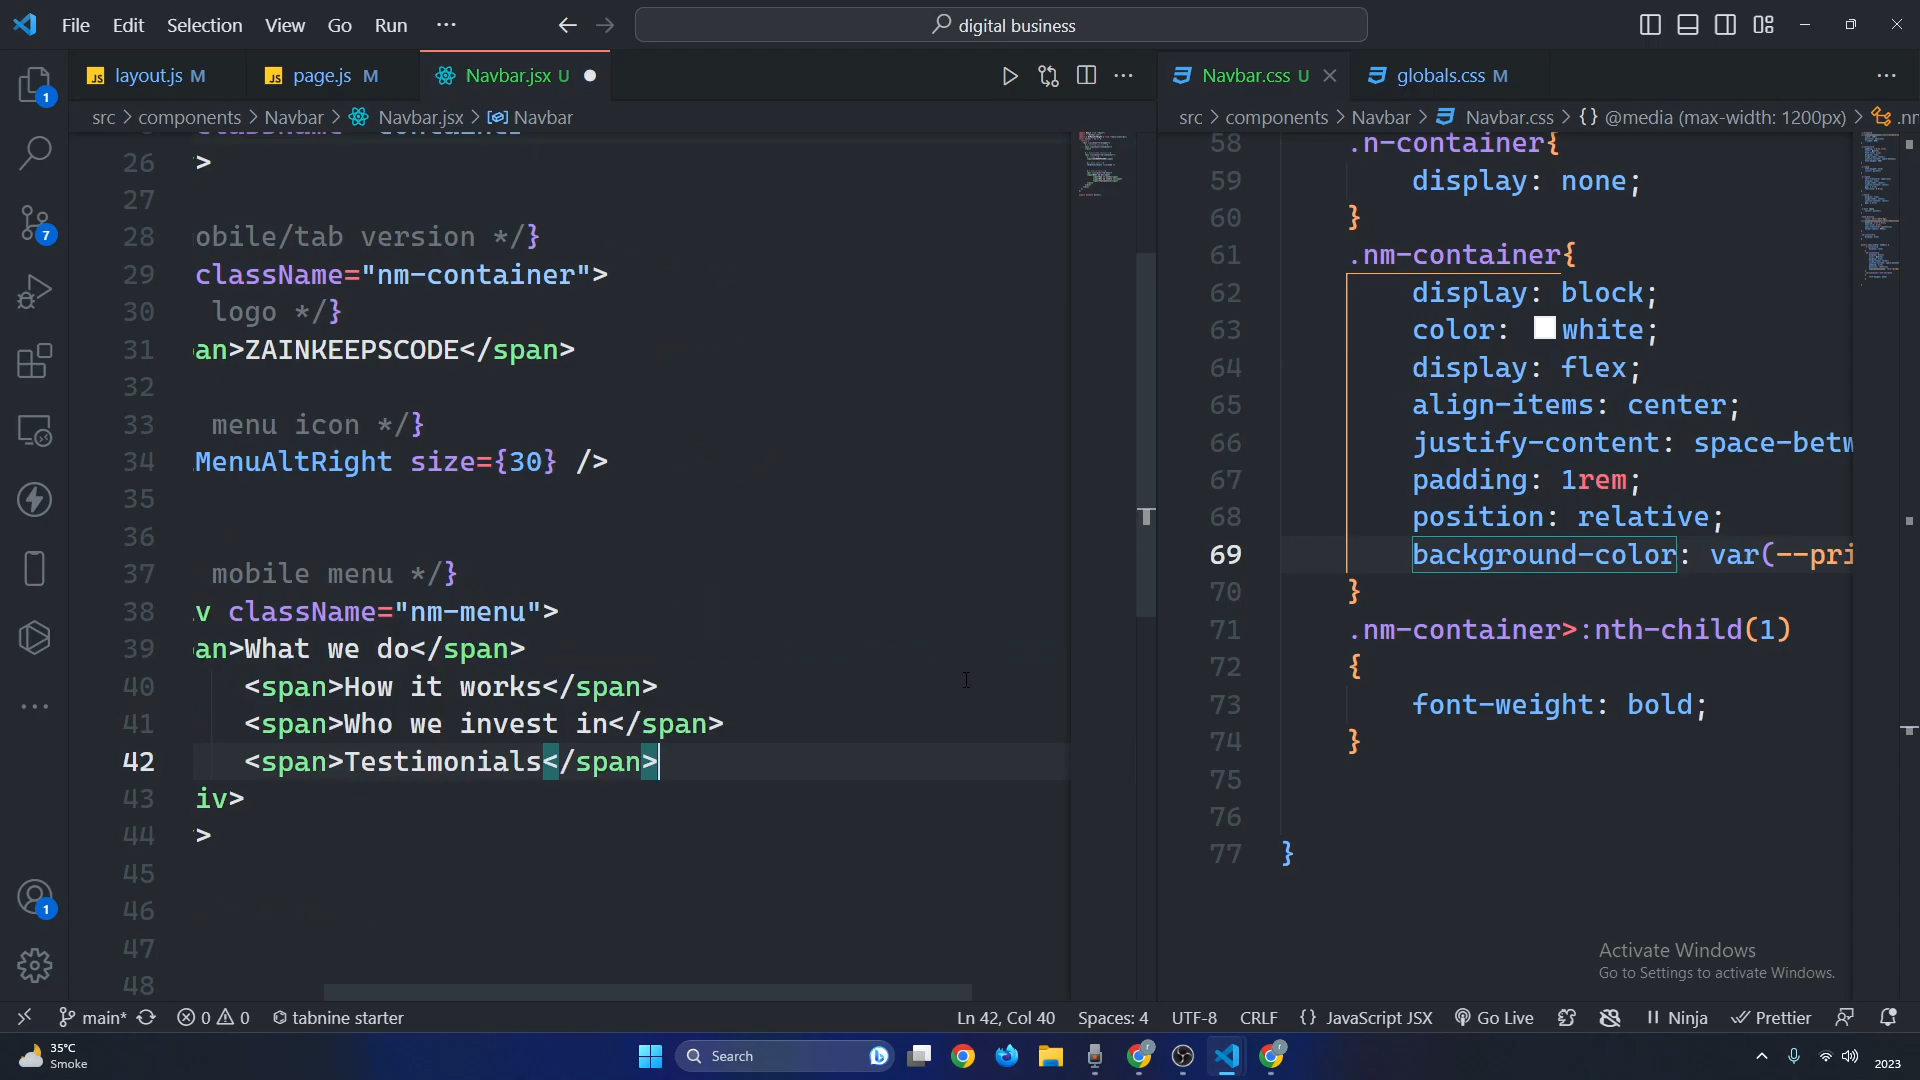 File Edit Selection View Go Run ···
digital business
JS layout.js M
JS page.js M
Navbar.jsx U
Navbar.css U
globals.css M
src > components > Navbar > Navbar.jsx > Navbar
26 >
27
28 obile/tab version */}
29 className="nm-container">
30 logo */}
31 an>ZAINKEEPSCODE</span>
32
33 menu icon */}
34 MenuAltRight size={30} />
35
36
37 mobile menu */}
38 v className="nm-menu">
39 an>What we do</span>
40 <span>How it works</span>
41 <span>Who we invest in</span>
42 <span>Testimonials</span>
43 iv>
44 >
45
46
47
48
src > components > Navbar > Navbar.css > {} @media (max-width: 1200px) > .nm
58 .n-container{
59 display: none;
60 }
61 .nm-container{
62 display: block;
63 color: white;
64 display: flex;
65 align-items: center;
66 justify-content: space-betw
67 padding: 1rem;
68 position: relative;
69 background-color: var(--pri
70 }
71 .nm-container>:nth-child(1)
72 {
73 font-weight: bold;
74 }
75
76
77 }
1
7
1
Activate Windows
Go to Settings to activate Windows.
main* 0 0 tabnine starter Ln 42, Col 40 Spaces: 4 UTF-8 CRLF {} JavaScript JSX Go Live Ninja Prettier
35°C
Smoke
Search
2023